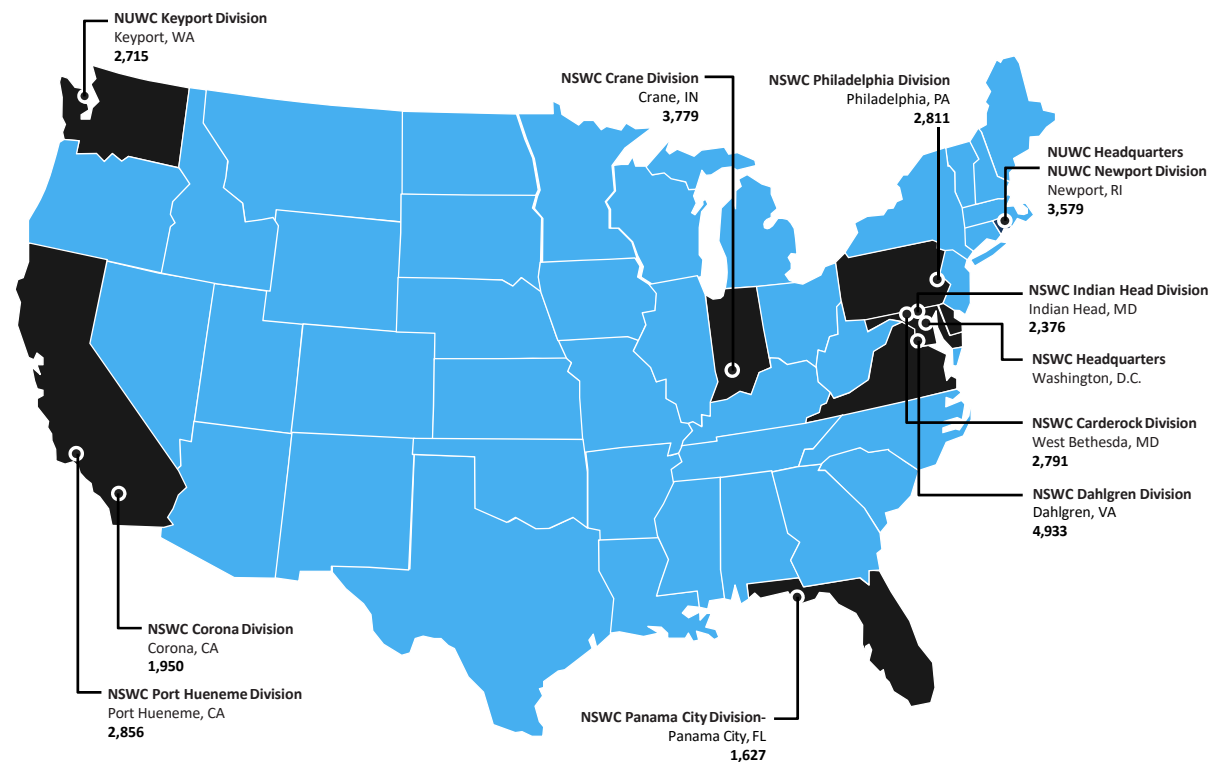 NUWC Keyport Division
Keyport, WA
2,715
NSWC Crane Division
Crane, IN
3,779
NSWC Philadelphia Division
Philadelphia, PA
2,811
NUWC Headquarters
NUWC Newport Division
Newport, RI
3,579
NSWC Indian Head Division
Indian Head, MD
2,376
NSWC Headquarters
Washington, D.C.
NSWC Carderock Division
West Bethesda, MD
2,791
NSWC Dahlgren Division
Dahlgren, VA
4,933
NSWC Corona Division
Corona, CA
1,950
NSWC Port Hueneme Division
Port Hueneme, CA
2,856
NSWC Panama City Division-
Panama City, FL
1,627